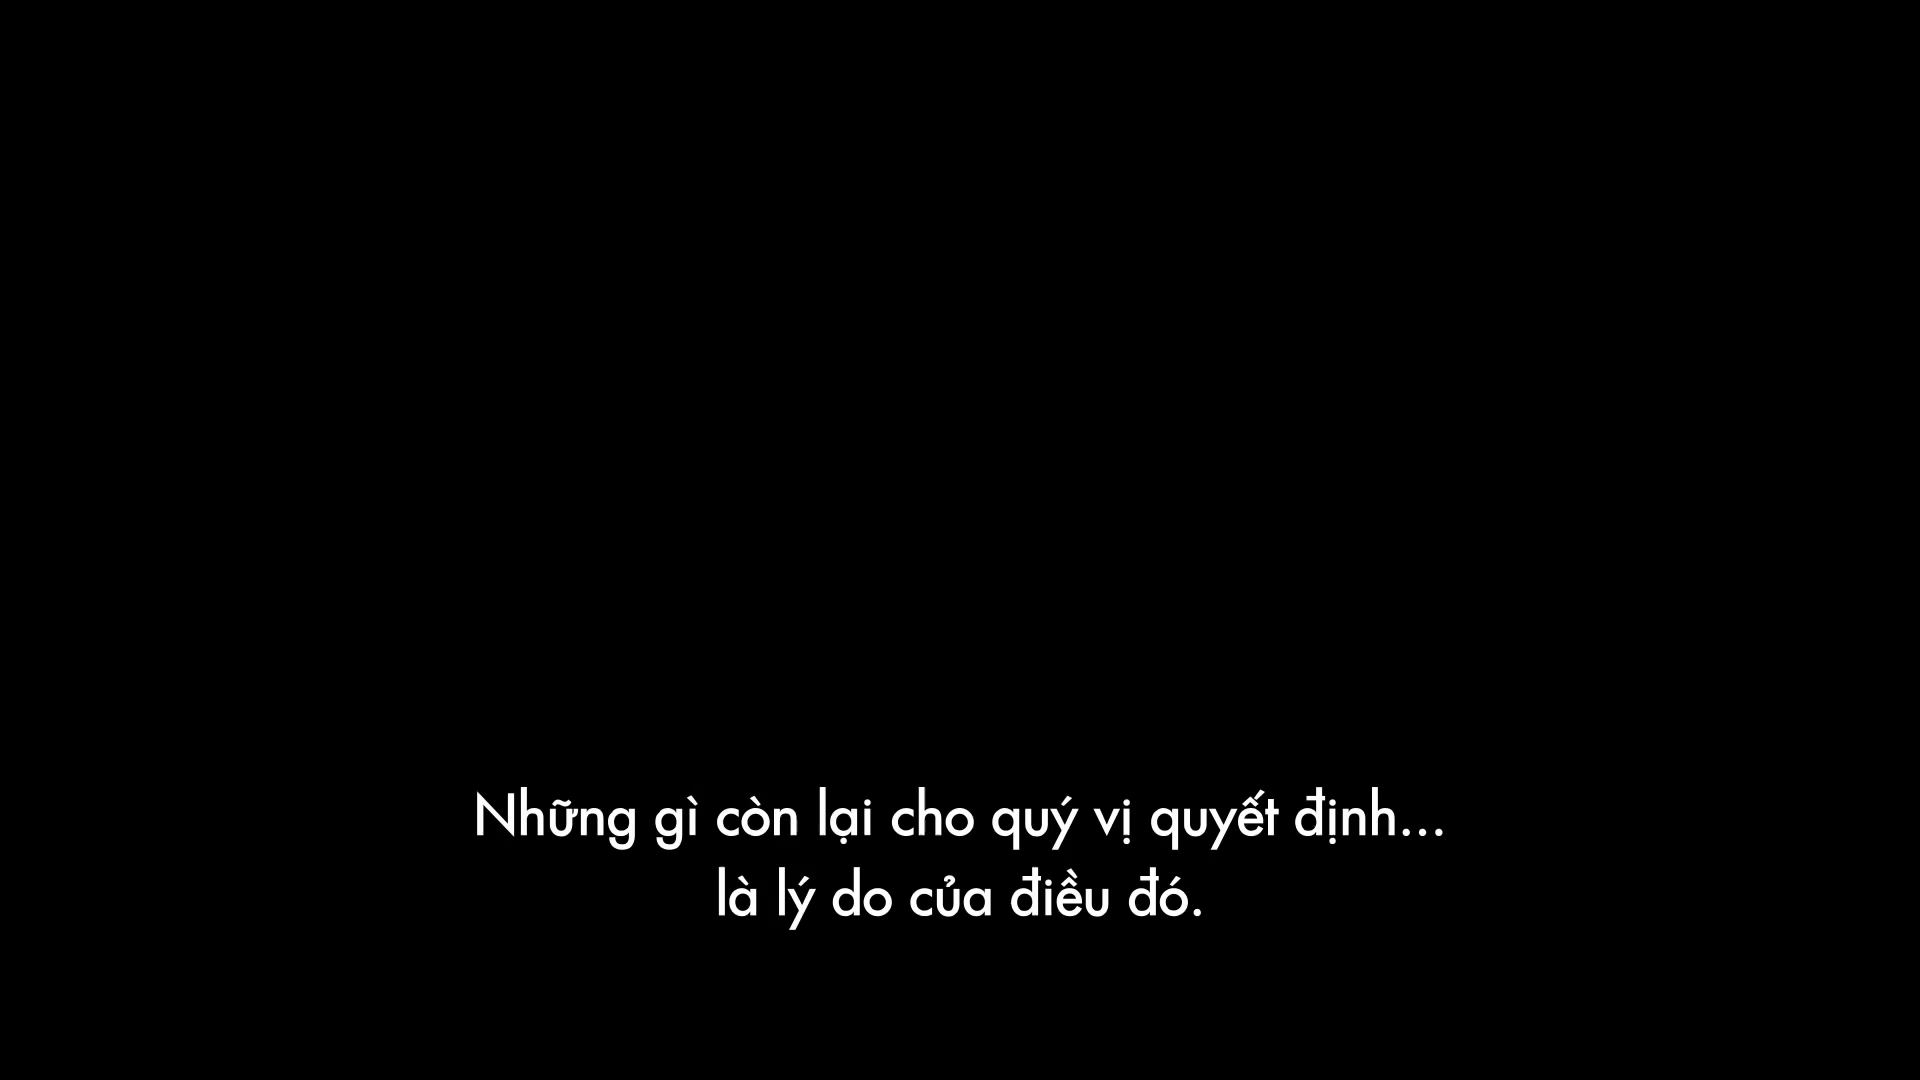 Những gì còn lại cho quý vị quyết định...
là lý do của điều đó.